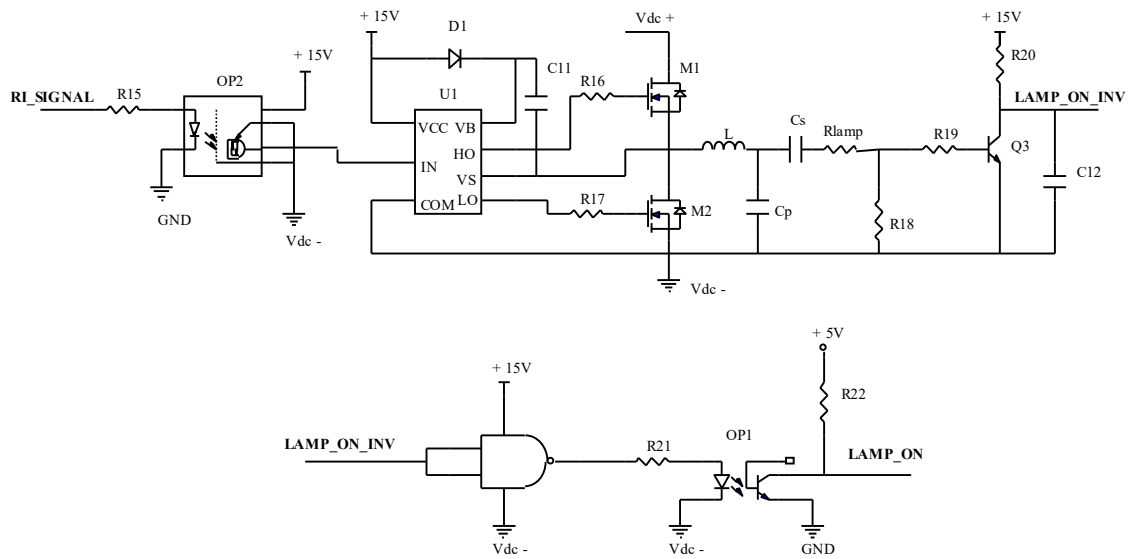 + 15V
D1
Vdc +
+ 15V
+ 15V
OP2
U1
C11
R16
M1
R20
RI_SIGNAL
R15
LAMP_ON_INV
VCC
VB
HO
IN
VS
COM
LO
L
Cs
Rlamp
R19
Q3
C12
GND
Vdc -
R17
M2
Cp
R18
Vdc -
+ 5V
+ 15V
R22
LAMP_ON_INV
R21
OP1
LAMP_ON
Vdc -
Vdc -
GND